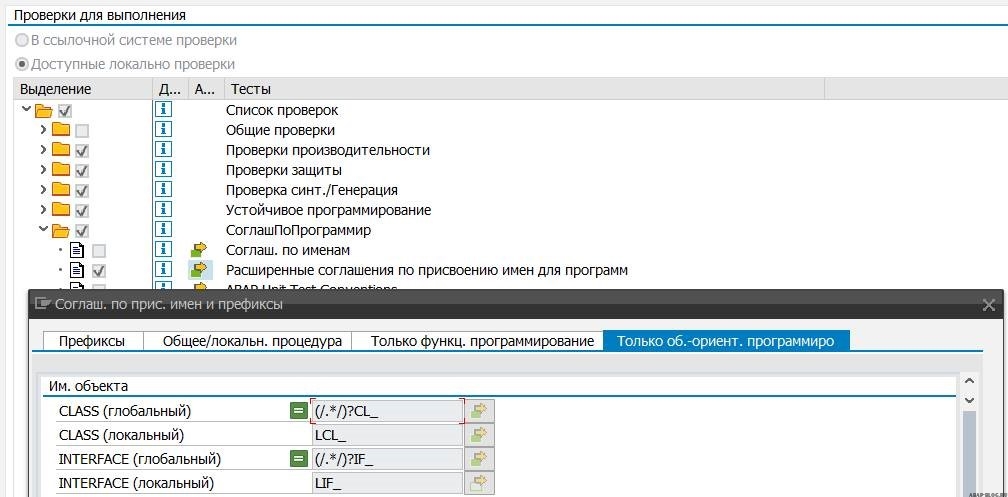 Проверки для выполнения
В ссылочной системе проверки
Доступные локально проверки
Выделение Д... А... Тесты
Список проверок
Общие проверки
Проверки производительности
Проверки защиты
Проверка синт./Генерация
Устойчивое программирование
СоглашПоПрограммир
Соглаш. по именам
Расширенные соглашения по присвоению имен для программ
ABAP Unit Test Conventions
Соглаш. по прис. имен и префиксы
Префиксы Общее/локальн. процедура Только функц. программирование Только об.-ориент. программиро
Им. объекта
CLASS (глобальный) (/.*/)?CL_
CLASS (локальный) LCL_
INTERFACE (глобальный) (/.*/)?IF_
INTERFACE (локальный) LIF_